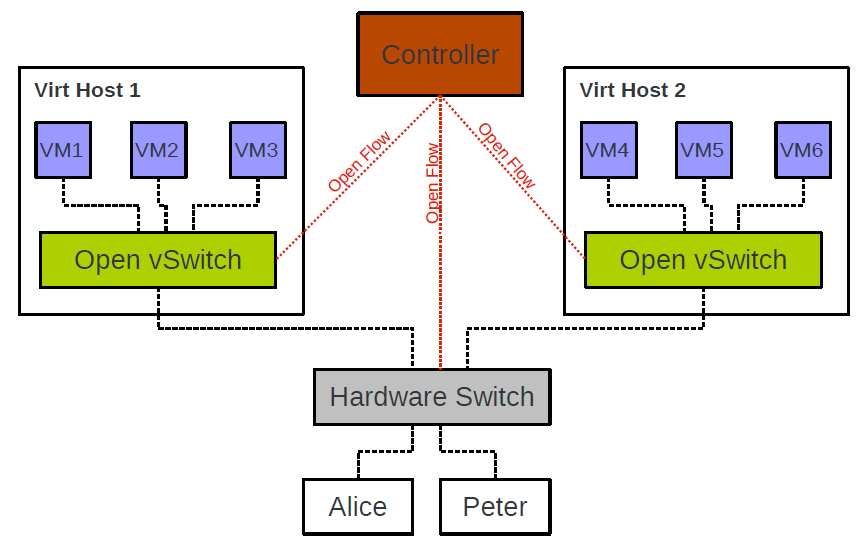 Controller
Virt Host 1
VM1
VM2
VM3
Open vSwitch
Open Flow
Open Flow
Open Flow
Virt Host 2
VM4
VM5
VM6
Open vSwitch
Hardware Switch
Alice
Peter